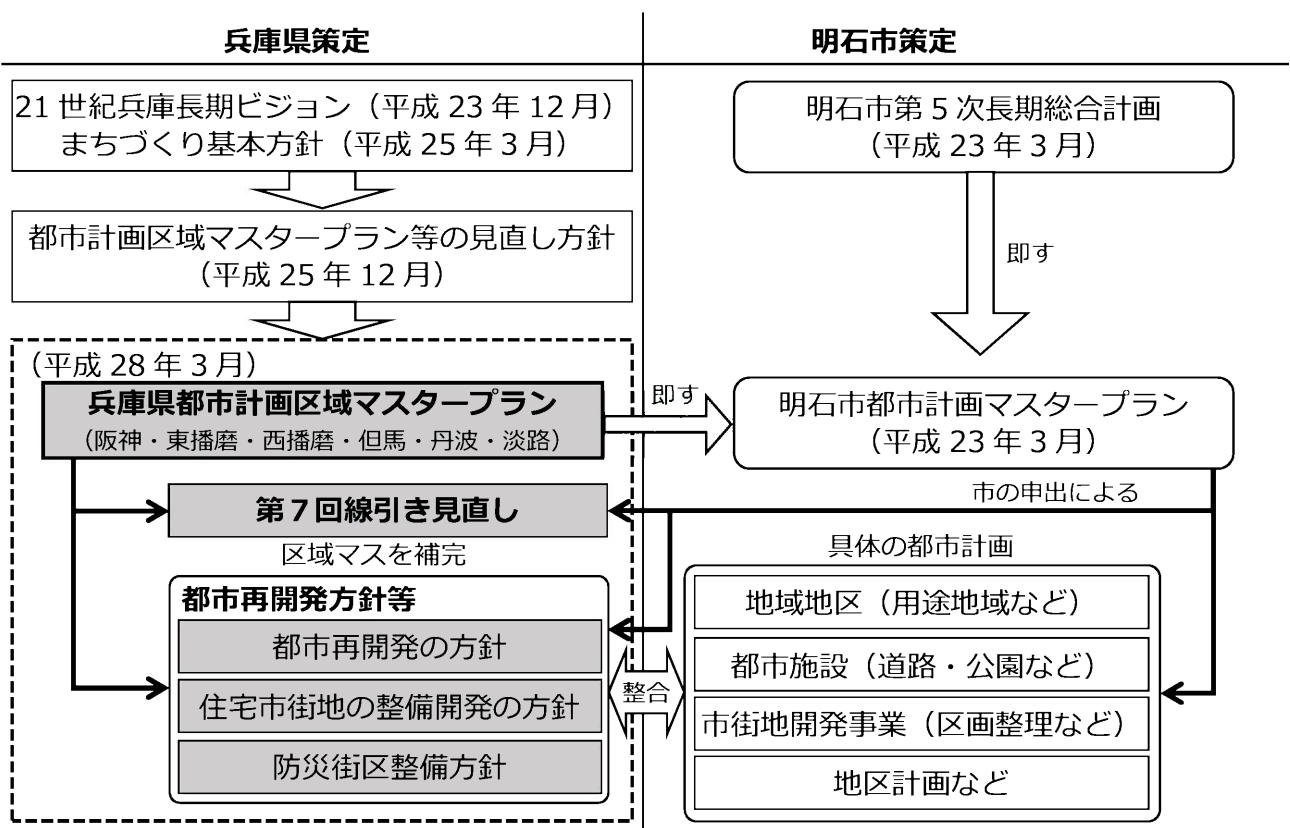 兵庫県策定
明石市策定
21 世紀兵庫長期ビジョン（平成 23 年 12 月）
まちづくり基本方針（平成 25 年 3 月）
明石市第 5 次長期総合計画
（平成 23 年 3 月）
都市計画区域マスタープラン等の見直し方針
（平成 25 年 12 月）
即す
（平成 28 年 3 月）
兵庫県都市計画区域マスタープラン
（阪神・東播磨・西播磨・但馬・丹波・淡路）
即す
明石市都市計画マスタープラン
（平成 23 年 3 月）
市の申出による
第７回線引き見直し
区域マスを補完
具体の都市計画
都市再開発方針等
都市再開発の方針
住宅市街地の整備開発の方針
防災街区整備方針
整合
地域地区（用途地域など）
都市施設（道路・公園など）
市街地開発事業（区画整理など）
地区計画など